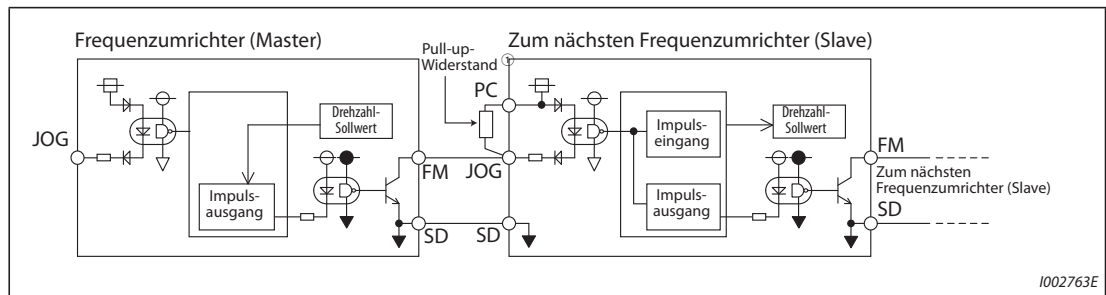 Frequenzumrichter (Master)
Pull-up-
Widerstand
Zum nächsten Frequenzumrichter (Slave)
①
PC
JOG
Drehzahl-
Sollwert
Impuls-
ausgang
FM
SD
JOG
SD
Impuls-
eingang
Impuls-
ausgang
Drehzahl-
Sollwert
FM
Zum nächsten
Frequenzumrichter (Slave)
SD
I002763E